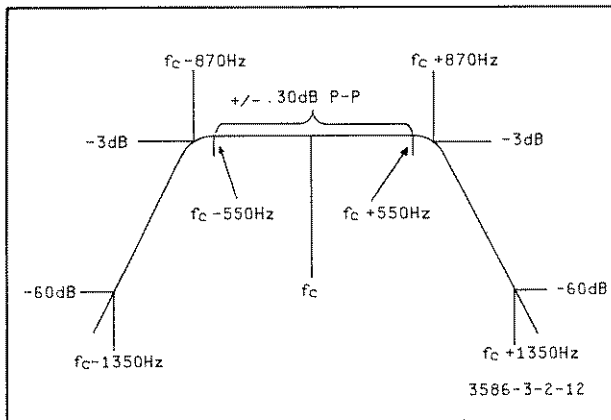 fc-870Hz
fc +870Hz
+/- .30dB P-P
-3dB
-3dB
fc -550Hz
fc +550Hz
-60dB
fc
-60dB
fc-1350Hz
fc +1350Hz
3586-3-2-12